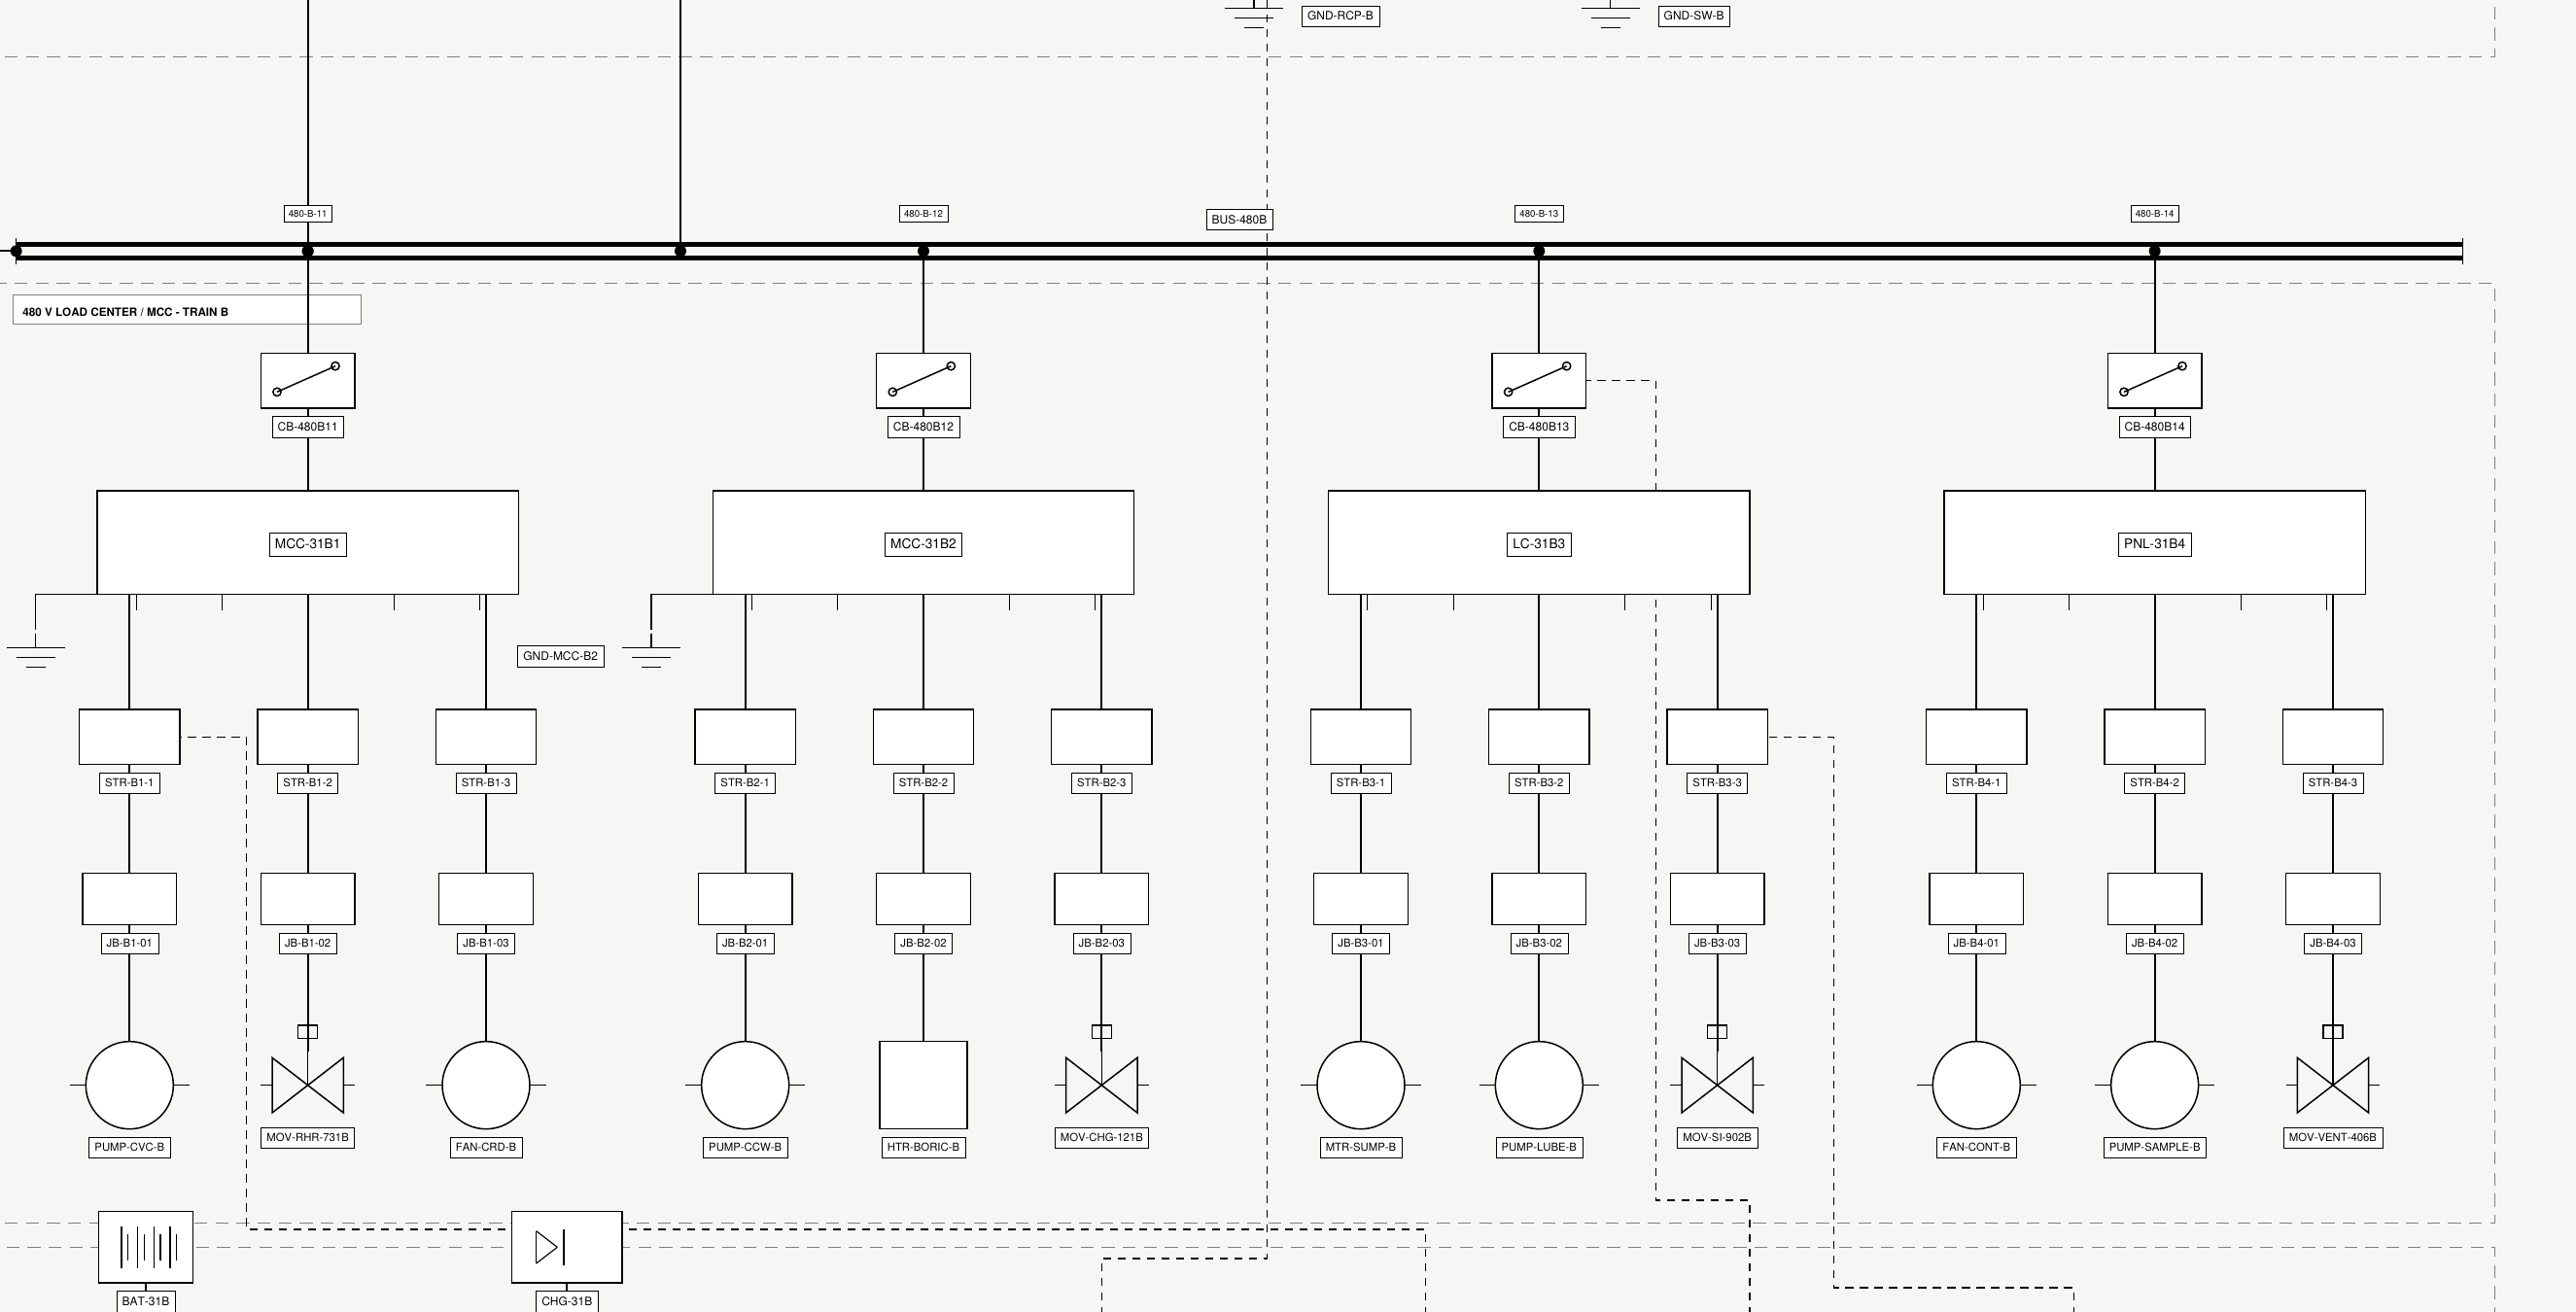 GND-RCP-B
GND-SW-B
480-B-11
480-B-12
BUS-480B
480-B-13
480-B-14
480 V LOAD CENTER / MCC - TRAIN B
CB-480B11
CB-480B12
CB-480B13
CB-480B14
MCC-31B1
MCC-31B2
LC-31B3
PNL-31B4
GND-MCC-B2
STR-B1-1
STR-B1-2
STR-B1-3
STR-B2-1
STR-B2-2
STR-B2-3
STR-B3-1
STR-B3-2
STR-B3-3
STR-B4-1
STR-B4-2
STR-B4-3
JB-B1-01
JB-B1-02
JB-B1-03
JB-B2-01
JB-B2-02
JB-B2-03
JB-B3-01
JB-B3-02
JB-B3-03
JB-B4-01
JB-B4-02
JB-B4-03
PUMP-CVC-B
MOV-RHR-731B
FAN-CRD-B
PUMP-CCW-B
HTR-BORIC-B
MOV-CHG-121B
MTR-SUMP-B
PUMP-LUBE-B
MOV-SI-902B
FAN-CONT-B
PUMP-SAMPLE-B
MOV-VENT-406B
BAT-31B
CHG-31B